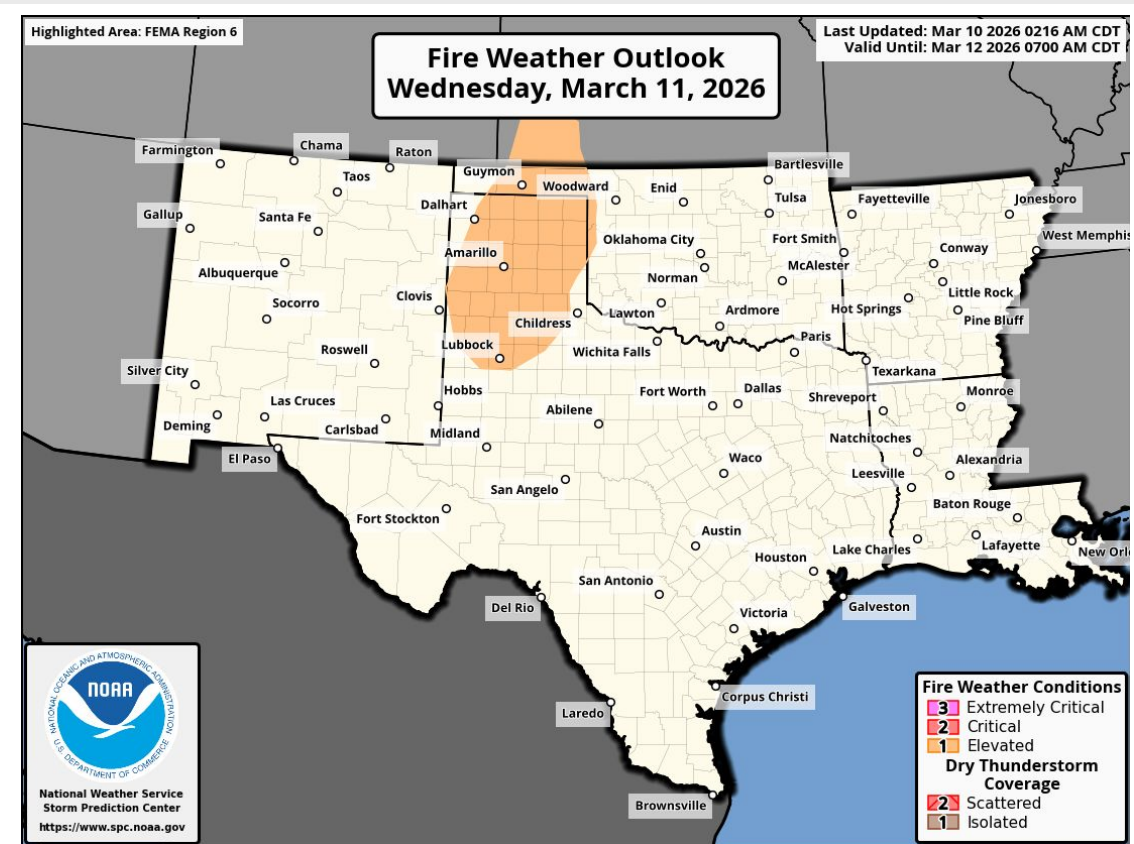 Highlighted Area: FEMA Region 6
Last Updated: Mar 10 2026 0216 AM CDT
Valid Until: Mar 12 2026 0700 AM CDT
Fire Weather Outlook
Wednesday, March 11, 2026
Farmington
Chama
Raton
Taos
Guymon
Woodward
Enid
Bartlesville
Dalhart
Tulsa
Fayetteville
Jonesboro
Gallup
Santa Fe
Amarillo
Oklahoma City
Fort Smith
West Memphis
Conway
Albuquerque
Norman
McAlester
Clovis
Socorro
Childress
Lawton
Ardmore
Hot Springs
Little Rock
Pine Bluff
Roswell
Lubbock
Wichita Falls
Paris
Silver City
Texarkana
Hobbs
Fort Worth
Dallas
Shreveport
Monroe
Las Cruces
Abilene
Deming
Carlsbad
Midland
Natchitoches
El Paso
Waco
Leesville
Alexandria
San Angelo
Baton Rouge
Fort Stockton
Austin
Lake Charles
Lafayette
New Orl
Houston
San Antonio
Del Rio
Victoria
Galveston
Corpus Christi
Laredo
Brownsville
NATIONAL OCEANIC AND ATMOSPHERIC ADMINISTRATION
NOAA
U.S. DEPARTMENT OF COMMERCE
National Weather Service
Storm Prediction Center
https://www.spc.noaa.gov
Fire Weather Conditions
3 Extremely Critical
2 Critical
1 Elevated
Dry Thunderstorm
Coverage
2 Scattered
1 Isolated